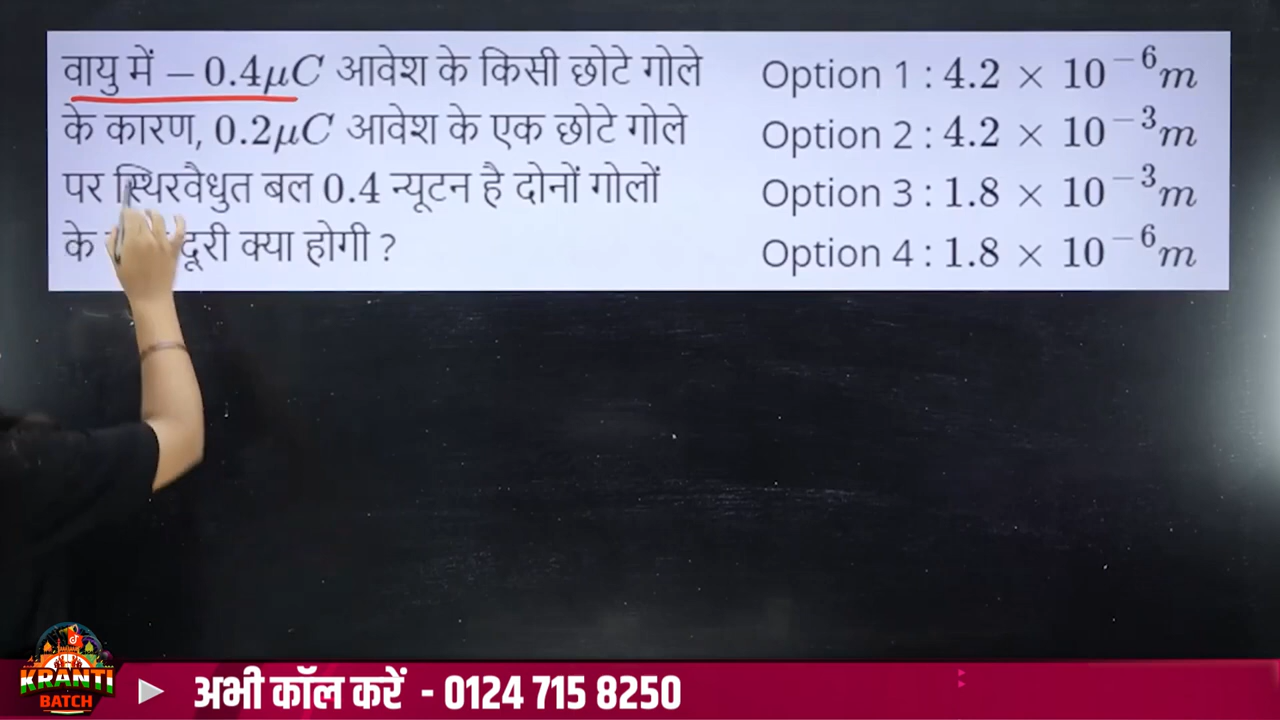 वायु में – 0.4μC आवेश के किसी छोटे गोले
के कारण, 0.2μC आवेश के एक छोटे गोले
पर स्थिरवैधुत बल 0.4 न्यूटन है दोनों गोलों
के दूरी क्या होगी ?
Option 1 : 4.2 × 10⁻⁶m
Option 2 : 4.2 × 10⁻³m
Option 3 : 1.8 × 10⁻³m
Option 4 : 1.8 × 10⁻⁶m
KRANTI
BATCH
अभी कॉल करें - 0124 715 8250